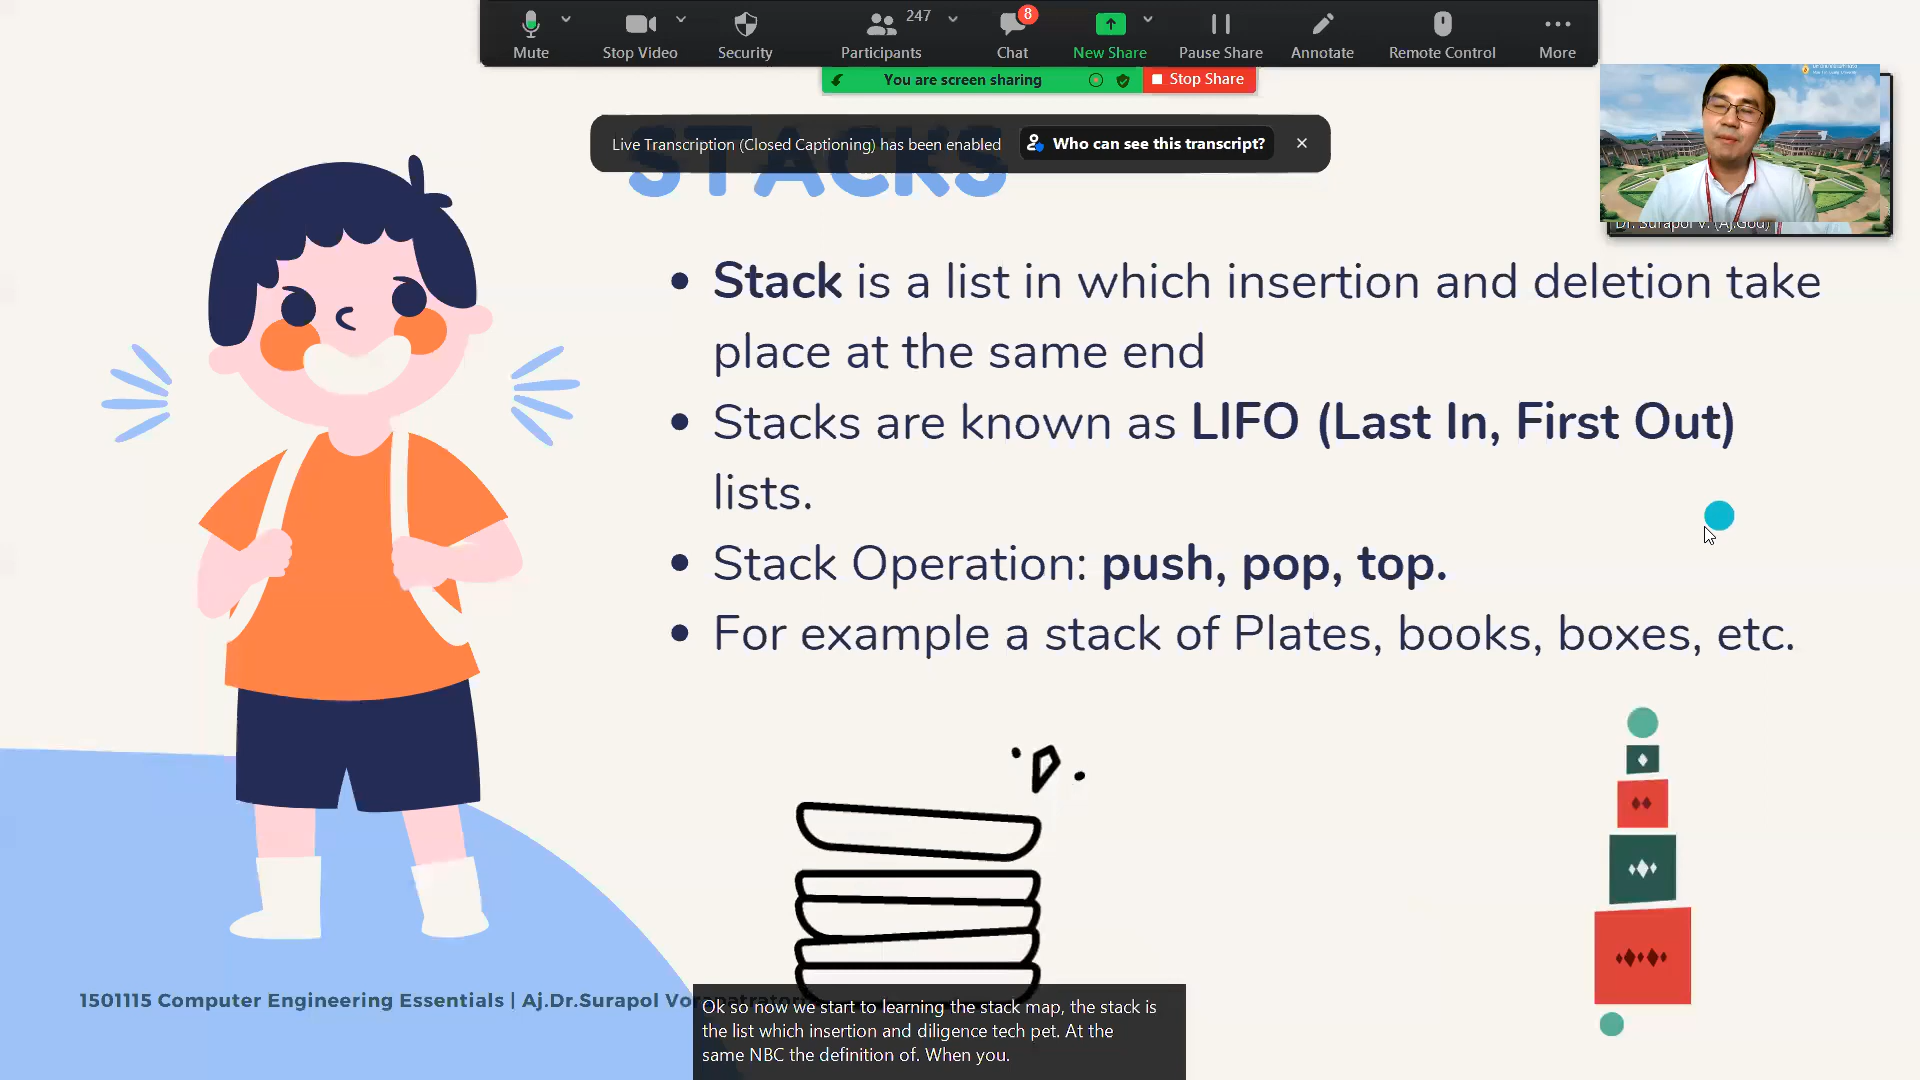 247
8
Mute
Stop Video
Security
Participants
Chat
New Share
Pause Share
Annotate
Remote Control
More
You are screen sharing
Stop Share
Live Transcription (Closed Captioning) has been enabled
Who can see this transcript?
STACKS
Dr. Surapol V. (Aj.God)
• Stack is a list in which insertion and deletion take
place at the same end
• Stacks are known as LIFO (Last In, First Out)
lists.
• Stack Operation: push, pop, top.
• For example a stack of Plates, books, boxes, etc.
1501115 Computer Engineering Essentials | Aj.Dr.Surapol
Ok so now we start to learning the stack map, the stack is
the list which insertion and diligence tech pet. At the
same NBC the definition of. When you.